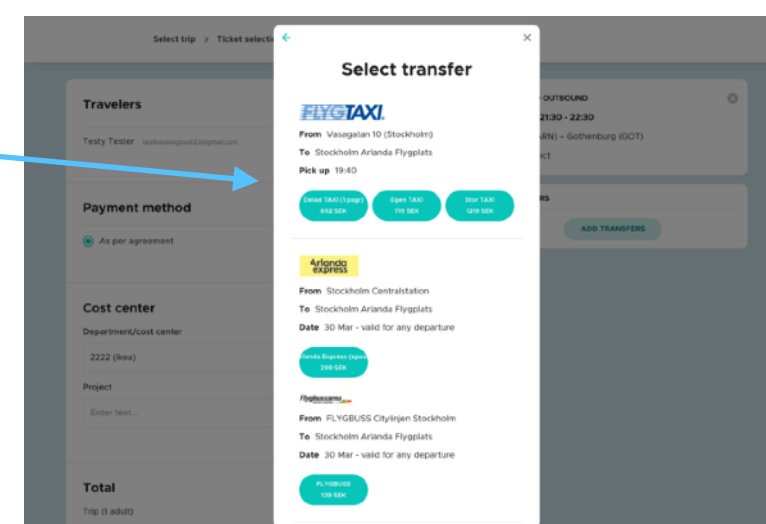 Select trip > Ticket selecti
Select transfer
FLYGTAXI.
From Vasagatan 10 (Stockholm)
To Stockholm Arlanda Flygplats
Pick up 19:40
Delad TAXI (1 psgr)
652 SEK
Egen TAXI
719 SEK
Stor TAXI
1219 SEK
Arlanda
express
From Stockholm Centralstation
To Stockholm Arlanda Flygplats
Date 30 Mar - valid for any departure
299 SEK
Flygbussarna
From FLYGBUSS Citylinjen Stockholm
To Stockholm Arlanda Flygplats
Date 30 Mar - valid for any departure
FLYGBUSS
139 SEK
Travelers
Testy Tester
Payment method
As per agreement
Cost center
Department/cost center
2222 (Ikea)
Project
Enter text...
Total
Trip (1 adult)
OUTBOUND
21:30 - 22:30
ARN) – Gothenburg (GOT)
ct
RS
ADD TRANSFERS